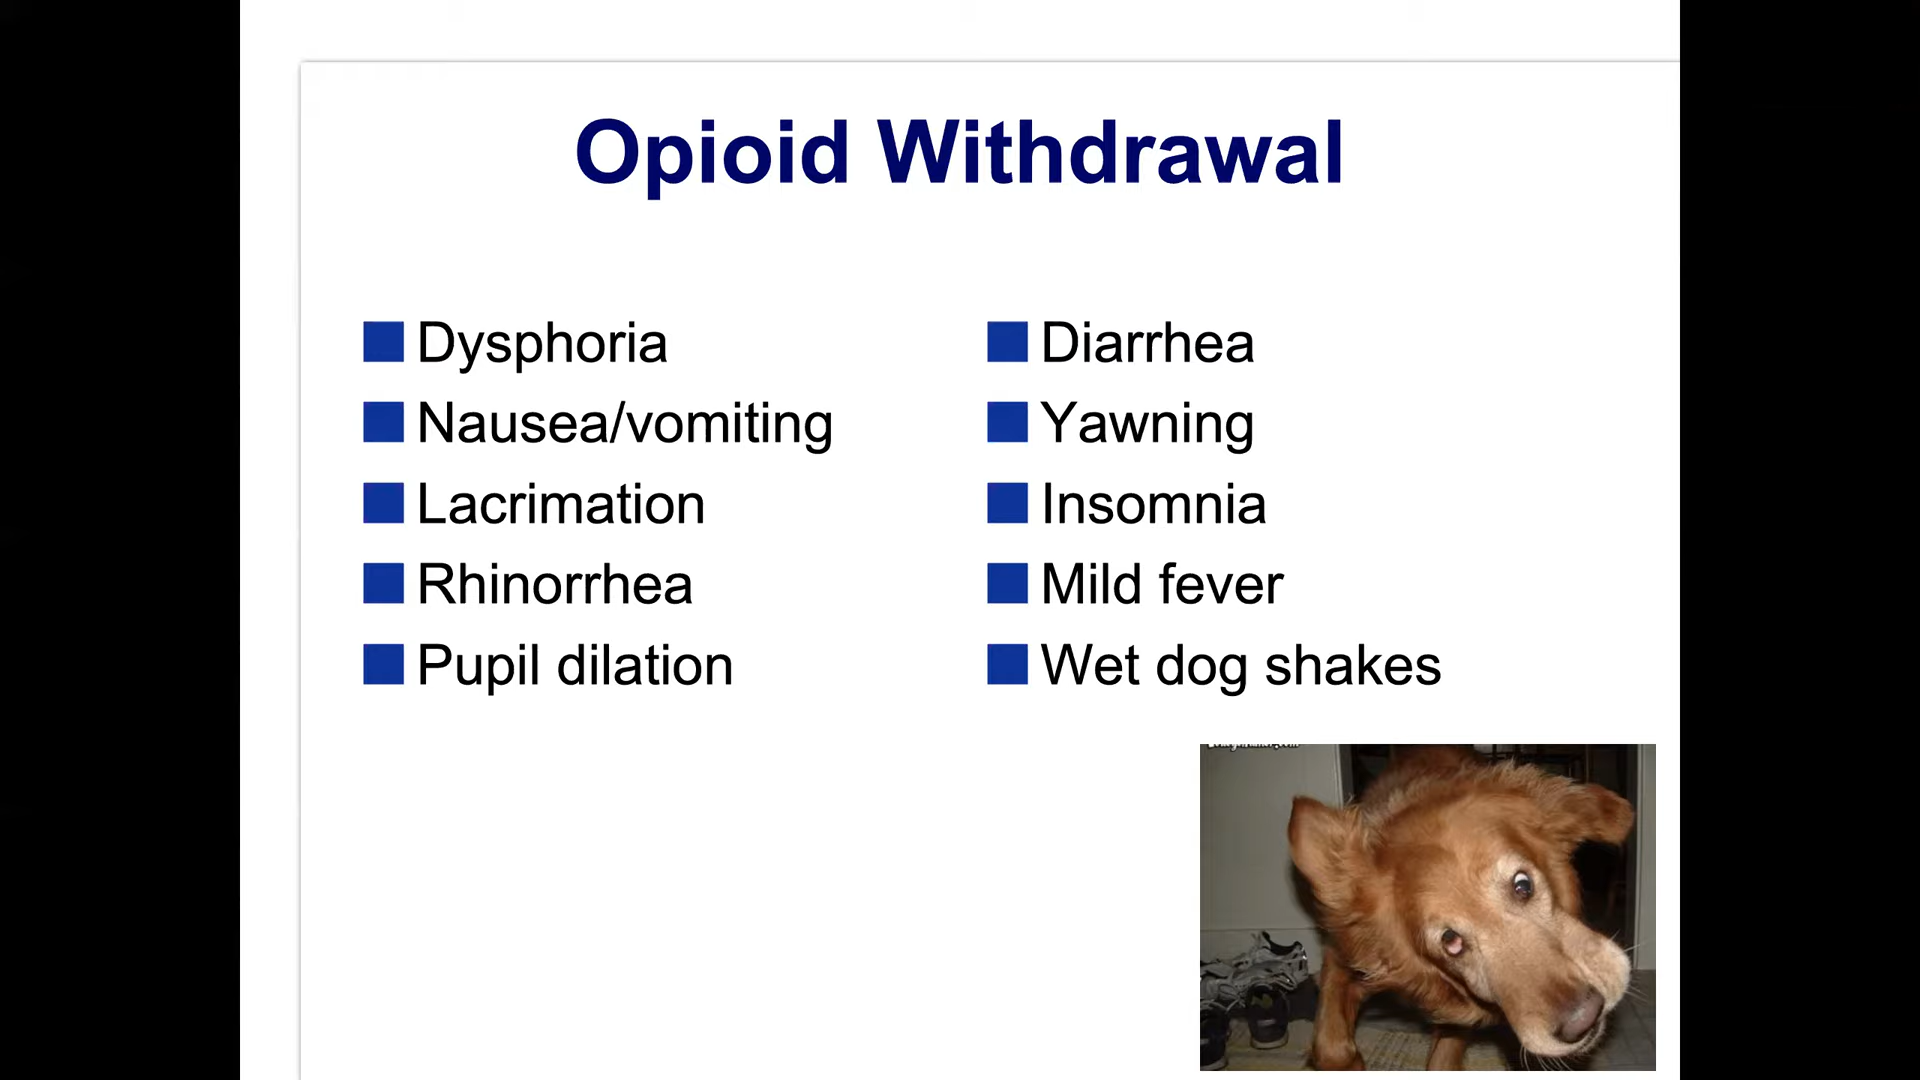 Opioid Withdrawal
Dysphoria
Nausea/vomiting
Lacrimation
Rhinorrhea
Pupil dilation
Diarrhea
Yawning
Insomnia
Mild fever
Wet dog shakes